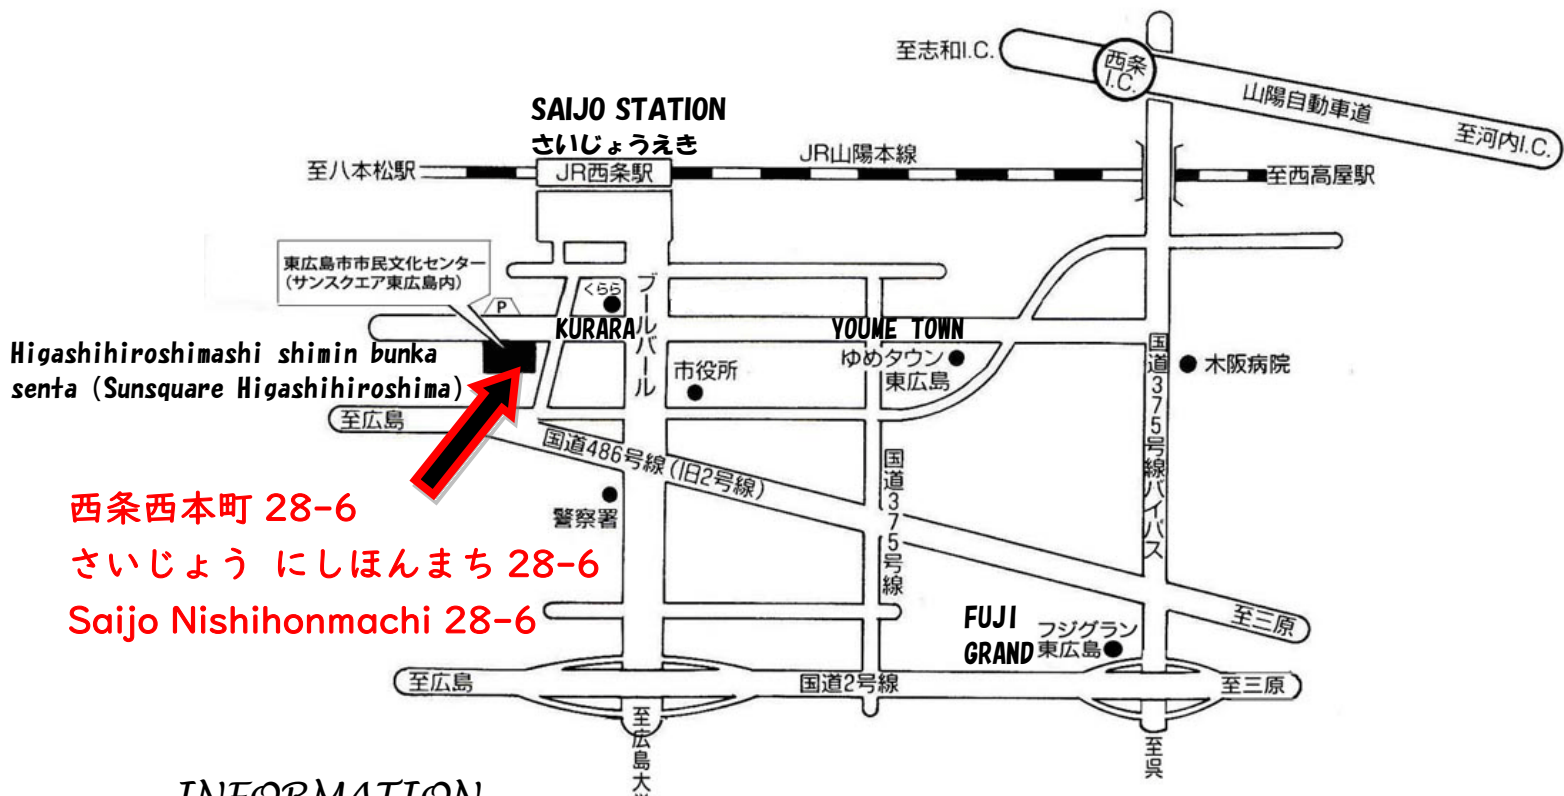 至志和I.C.
西条
I.C.
山陽自動車道
至河内I.C.
SAIJO STATION
さいじょうえき
至八本松駅
JR西条駅
JR山陽本線
至西高屋駅
東広島市市民文化センター
(サンスクエア東広島内)
P
くらら
KURARA
ブールバール
YOUME TOWN
ゆめタウン
東広島
Higashihiroshimashi shimin bunka
senta (Sunsquare Higashihiroshima)
市役所
国道375号線バイパス
木阪病院
至広島
国道486号線(旧2号線)
国道375号線
警察署
西条西本町 28-6
さいじょう にしほんまち 28-6
Saijo Nishihonmachi 28-6
FUJI
GRAND
フジグラン
東広島
至三原
至広島
国道2号線
至三原
至広島大
至呉
INFORMATION